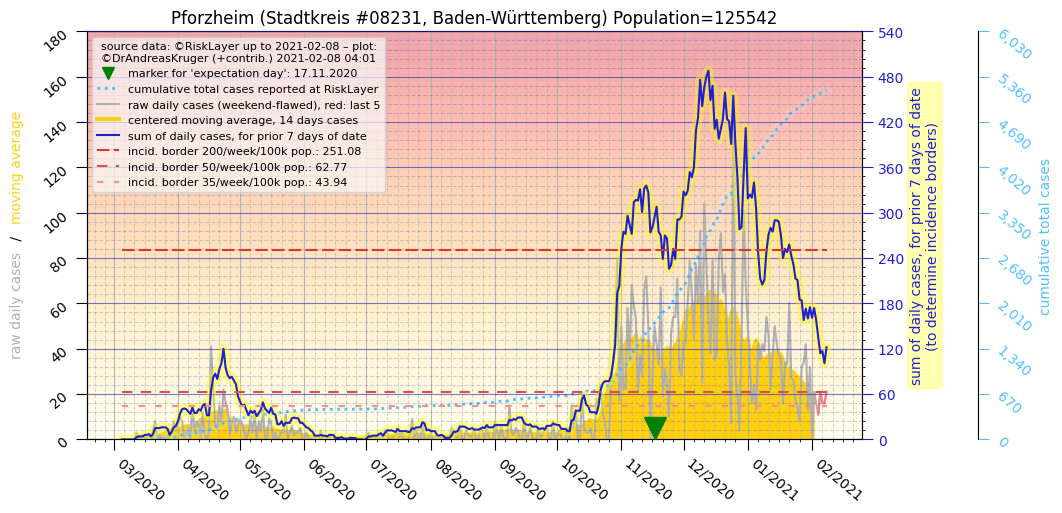 Pforzheim (Stadtkreis #08231, Baden-Württemberg) Population=125542
source data: ©RiskLayer up to 2021-02-08 – plot:
©DrAndreasKruger (+contrib.) 2021-02-08 04:01
marker for 'expectation day': 17.11.2020
cumulative total cases reported at RiskLayer
raw daily cases (weekend-flawed), red: last 5
centered moving average, 14 days cases
sum of daily cases, for prior 7 days of date
incid. border 200/week/100k pop.: 251.08
incid. border 50/week/100k pop.: 62.77
incid. border 35/week/100k pop.: 43.94
raw daily cases / moving average
180
160
140
120
100
80
60
40
20
0
03/2020
04/2020
05/2020
06/2020
07/2020
08/2020
09/2020
10/2020
11/2020
12/2020
01/2021
02/2021
540
480
420
360
300
240
180
120
60
0
sum of daily cases, for prior 7 days of date
(to determine incidence borders)
6,030
5,360
4,690
4,020
3,350
2,680
2,010
1,340
670
0
cumulative total cases